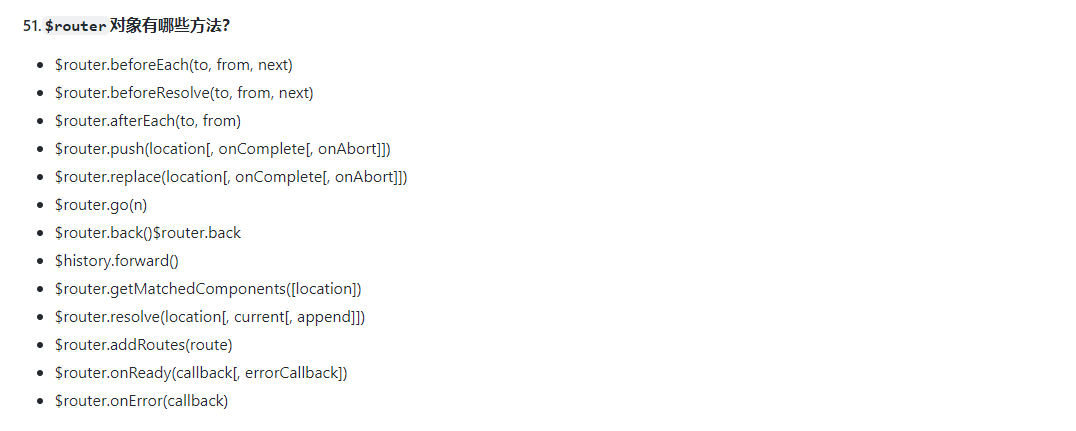 51. $router 对象有哪些方法?
$router.beforeEach(to, from, next)
$router.beforeResolve(to, from, next)
$router.afterEach(to, from)
$router.push(location[, onComplete[, onAbort]])
$router.replace(location[, onComplete[, onAbort]])
$router.go(n)
$router.back()$router.back
$history.forward()
$router.getMatchedComponents([location])
$router.resolve(location[, current[, append]])
$router.addRoutes(route)
$router.onReady(callback[, errorCallback])
$router.onError(callback)